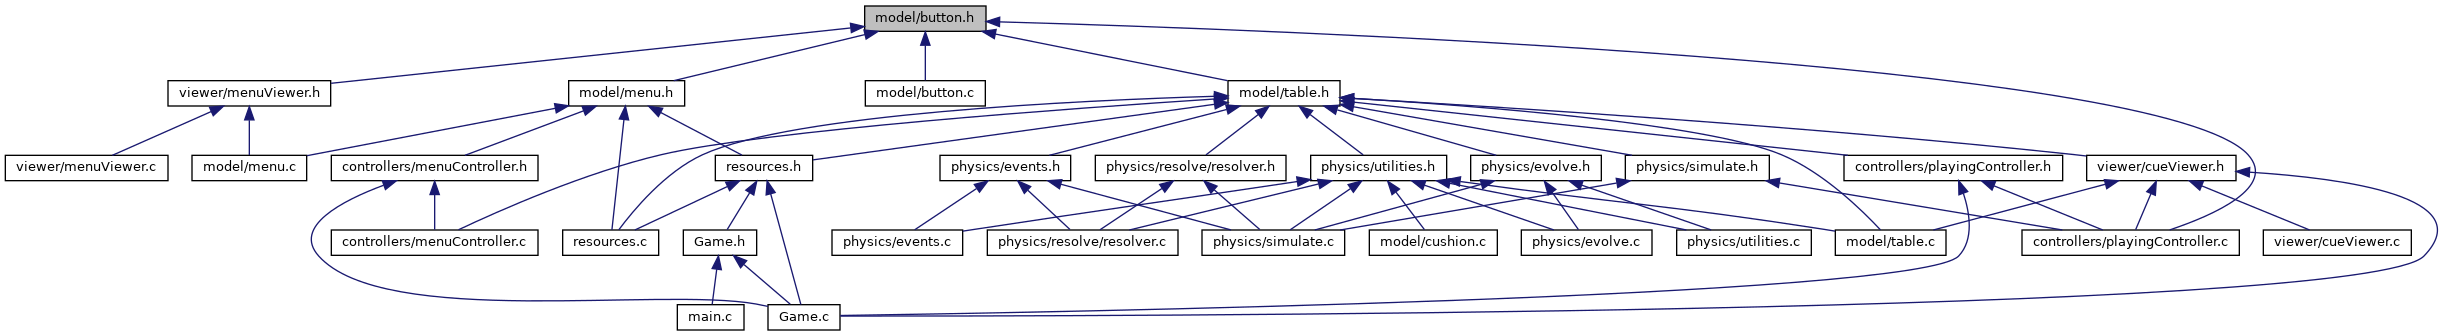 model/button.h
viewer/menuViewer.h
model/menu.h
model/button.c
model/table.h
viewer/menuViewer.c
model/menu.c
controllers/menuController.h
resources.h
physics/events.h
physics/resolve/resolver.h
physics/utilities.h
physics/evolve.h
physics/simulate.h
controllers/playingController.h
viewer/cueViewer.h
controllers/menuController.c
resources.c
Game.h
physics/events.c
physics/resolve/resolver.c
physics/simulate.c
model/cushion.c
physics/evolve.c
physics/utilities.c
model/table.c
controllers/playingController.c
viewer/cueViewer.c
main.c
Game.c